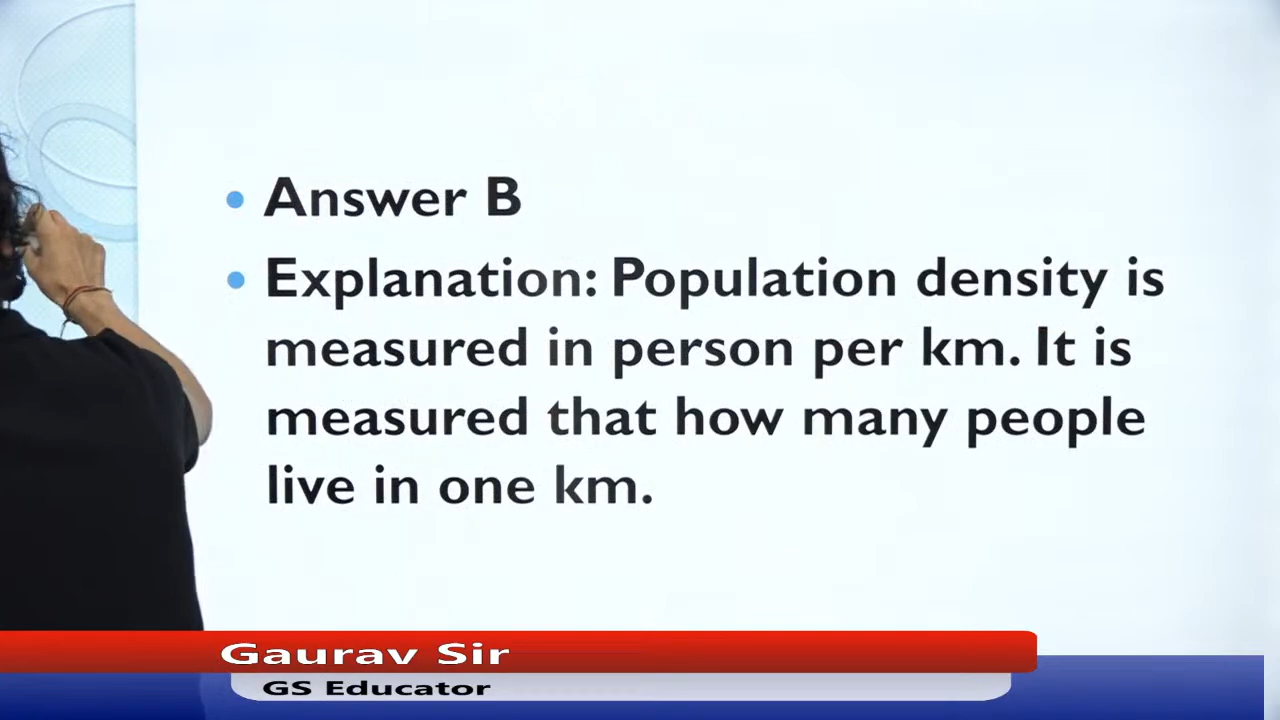 Answer B
Explanation: Population density is
measured in person per km. It is
measured that how many people
live in one km.
Gaurav Sir
GS Educator